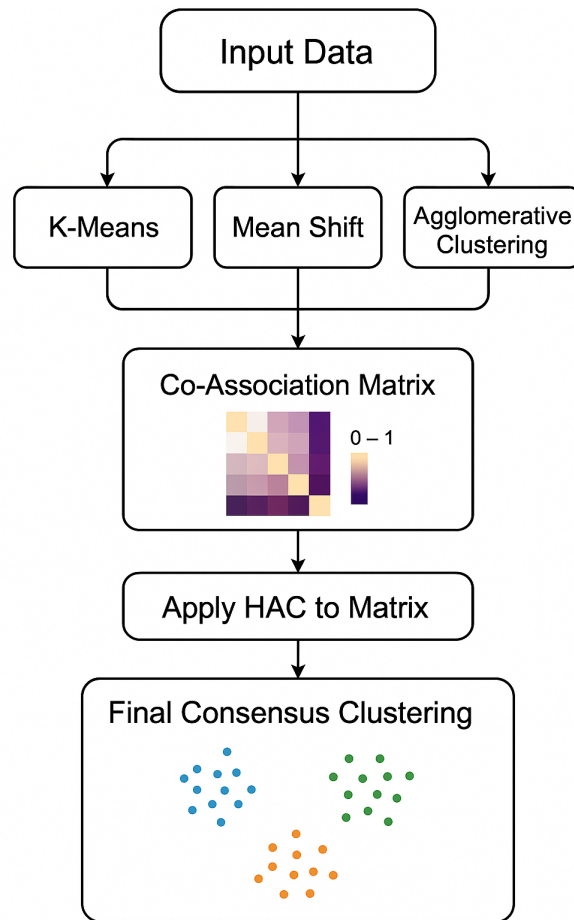 Input Data
K-Means
Mean Shift
Agglomerative
Clustering
Co-Association Matrix
0 – 1
Apply HAC to Matrix
Final Consensus Clustering